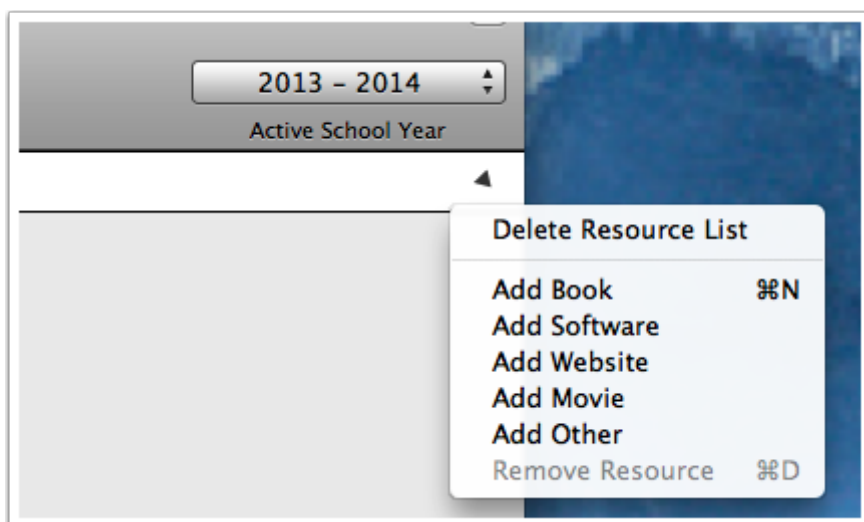 2013 – 2014
Active School Year
Delete Resource List
Add Book ⌘N
Add Software
Add Website
Add Movie
Add Other
Remove Resource ⌘D